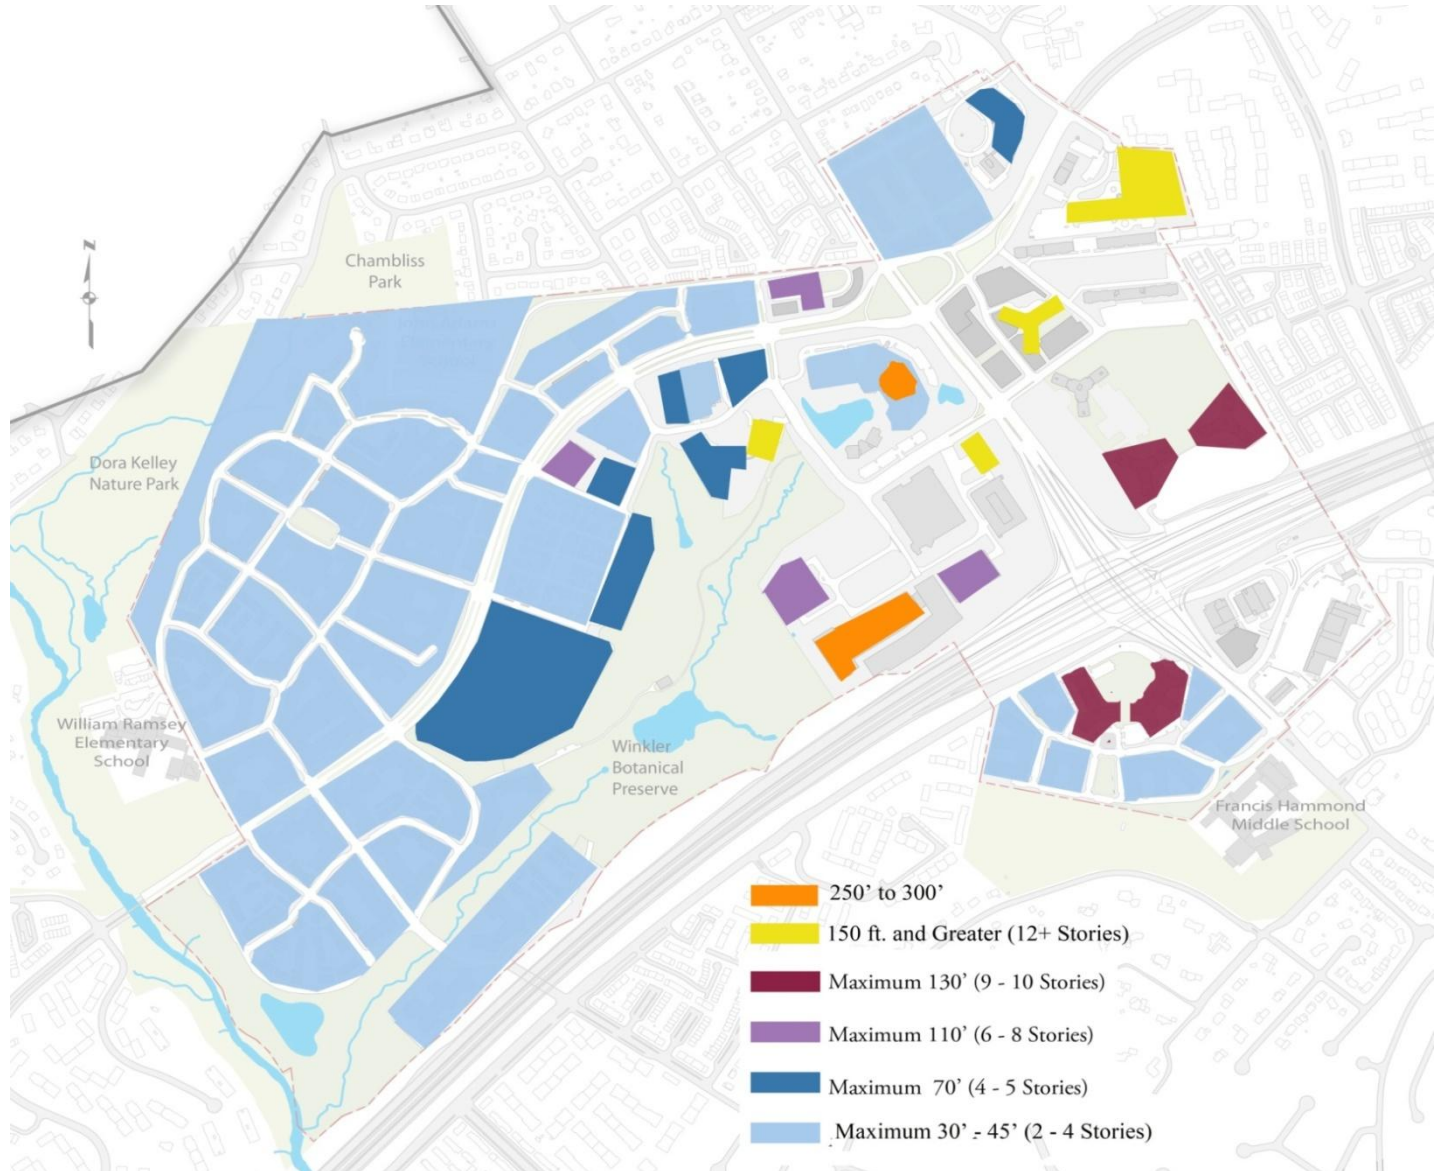 N
Chambliss
Park
Dora Kelley
Nature Park
William Ramsey
Elementary
School
Winkler
Botanical
Preserve
Francis Hammond
Middle School
250’ to 300’
150 ft. and Greater (12+ Stories)
Maximum 130’ (9 - 10 Stories)
Maximum 110’ (6 - 8 Stories)
Maximum 70’ (4 - 5 Stories)
Maximum 30’ - 45’ (2 - 4 Stories)